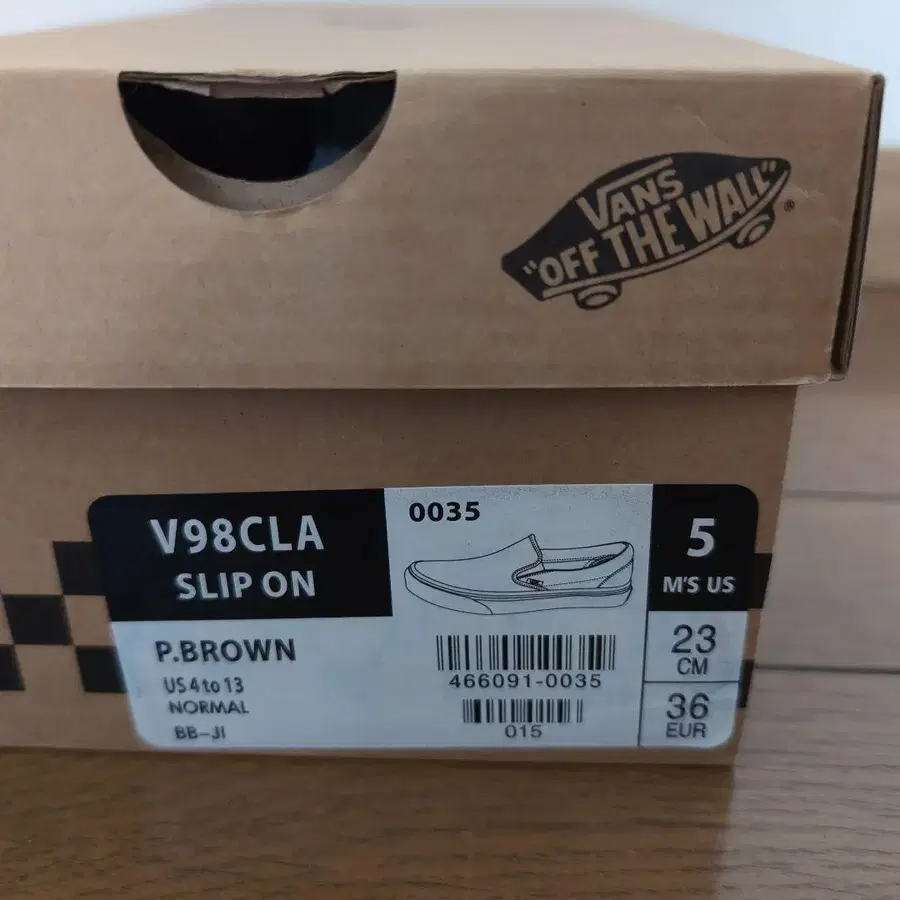 VANS
"OFF THE WALL"
®
V98CLA
SLIP ON
0035
5
M'S US
P.BROWN
US 4 to 13
NORMAL
BB-JI
466091-0035
015
23
CM
36
EUR